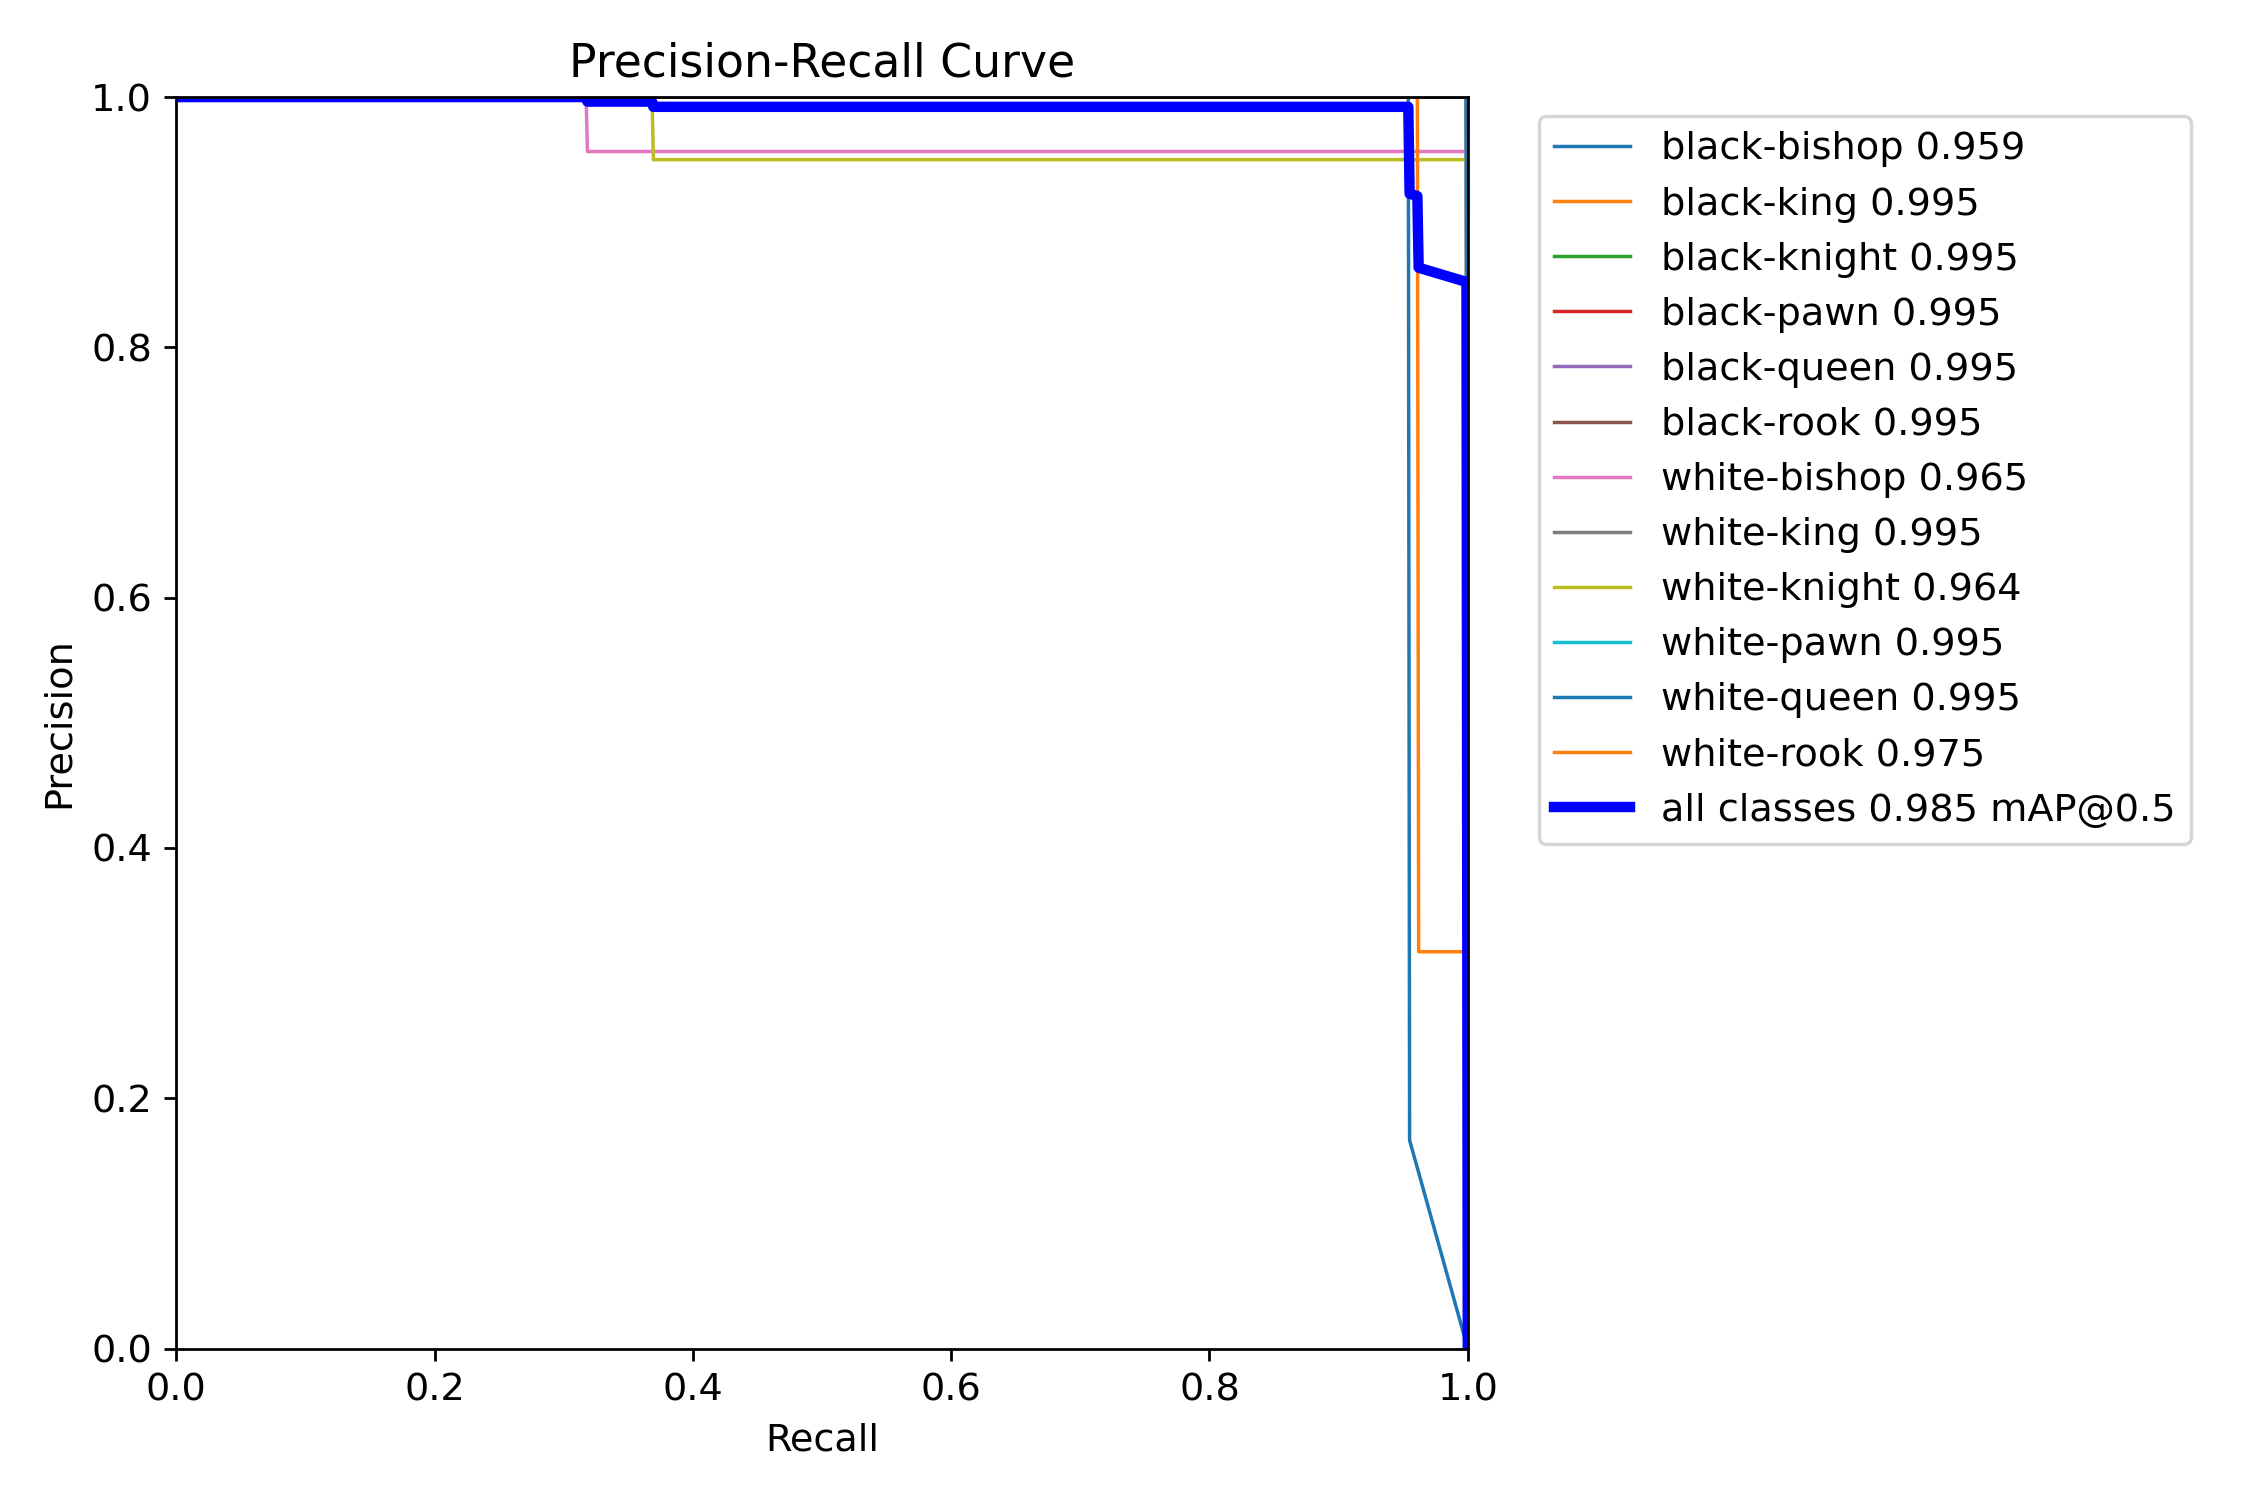 Precision-Recall Curve
1.0
0.8
0.6
0.4
0.2
0.0
Precision
0.0 0.2 0.4 0.6 0.8 1.0
Recall
black-bishop 0.959
black-king 0.995
black-knight 0.995
black-pawn 0.995
black-queen 0.995
black-rook 0.995
white-bishop 0.965
white-king 0.995
white-knight 0.964
white-pawn 0.995
white-queen 0.995
white-rook 0.975
all classes 0.985 mAP@0.5